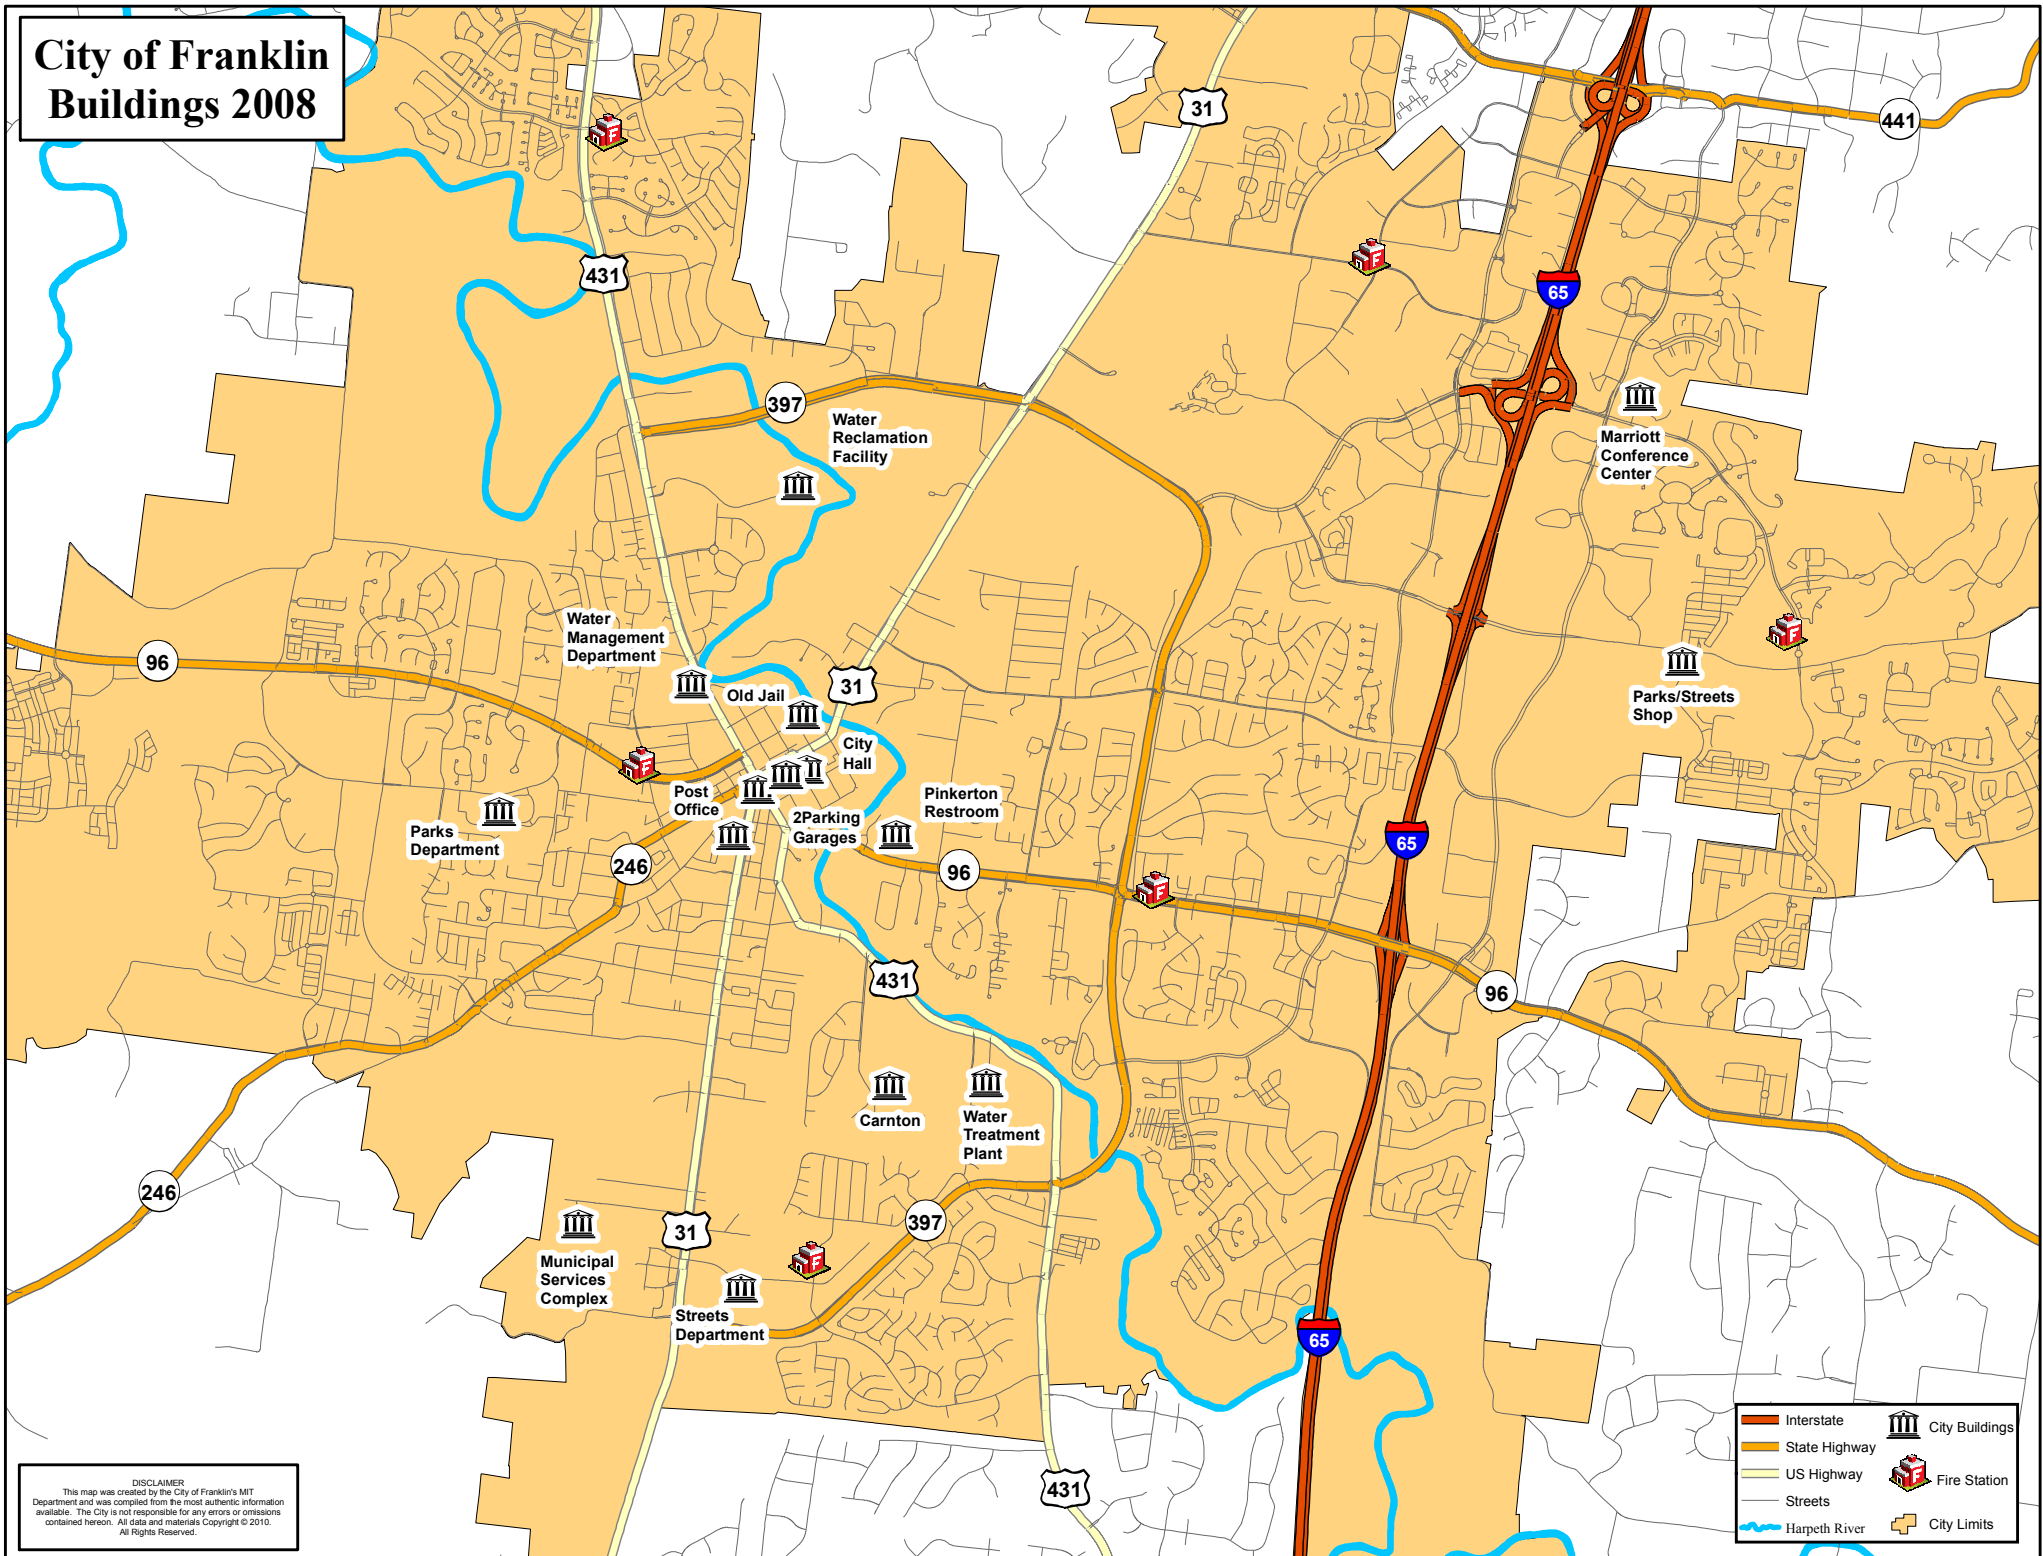 City of Franklin
Buildings 2008
31
441
431
65
397
Water
Reclamation
Facility
Marriott
Conference
Center
Water
Management
Department
96
Old Jail
31
Parks/Streets
Shop
City
Hall
Post
Office
Pinkerton
Restroom
2Parking
Garages
Parks
Department
246
96
65
431
96
Carnton
Water
Treatment
Plant
246
31
397
Municipal
Services
Complex
Streets
Department
65
431
DISCLAIMER
This map was created by the City of Franklin's MIT
Department and was compiled from the most authentic information
available. The City is not responsible for any errors or omissions
contained hereon. All data and materials Copyright © 2010.
All Rights Reserved.
Interstate
State Highway
US Highway
Streets
Harpeth River
City Buildings
Fire Station
City Limits